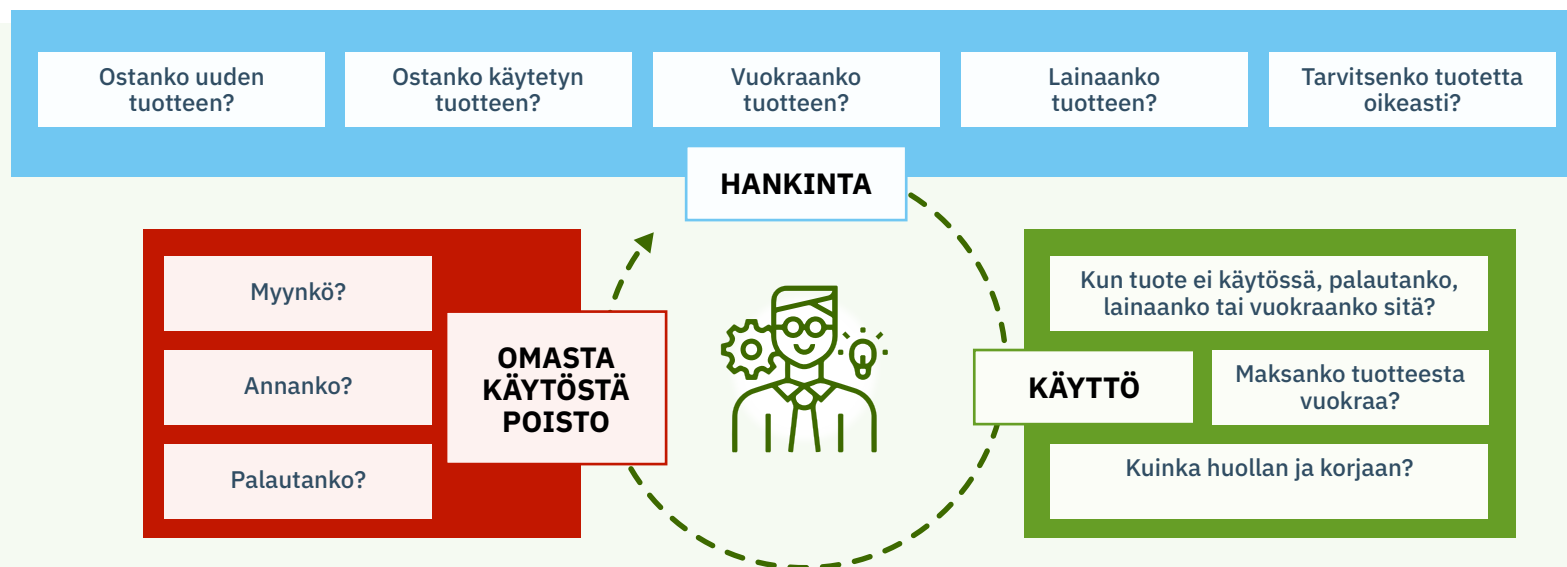 Ostanko uuden
tuotteen?
Ostanko käytetyn
tuotteen?
Vuokraanko
tuotteen?
Lainaanko
tuotteen?
Tarvitsenko tuotetta
oikeasti?
HANKINTA
Myynkö?
Annanko?
Palautanko?
OMASTA
KÄYTÖSTÄ
POISTO
Kun tuote ei käytössä, palautanko,
lainaanko tai vuokraanko sitä?
KÄYTTÖ
Maksanko tuotteesta
vuokraa?
Kuinka huollan ja korjaan?